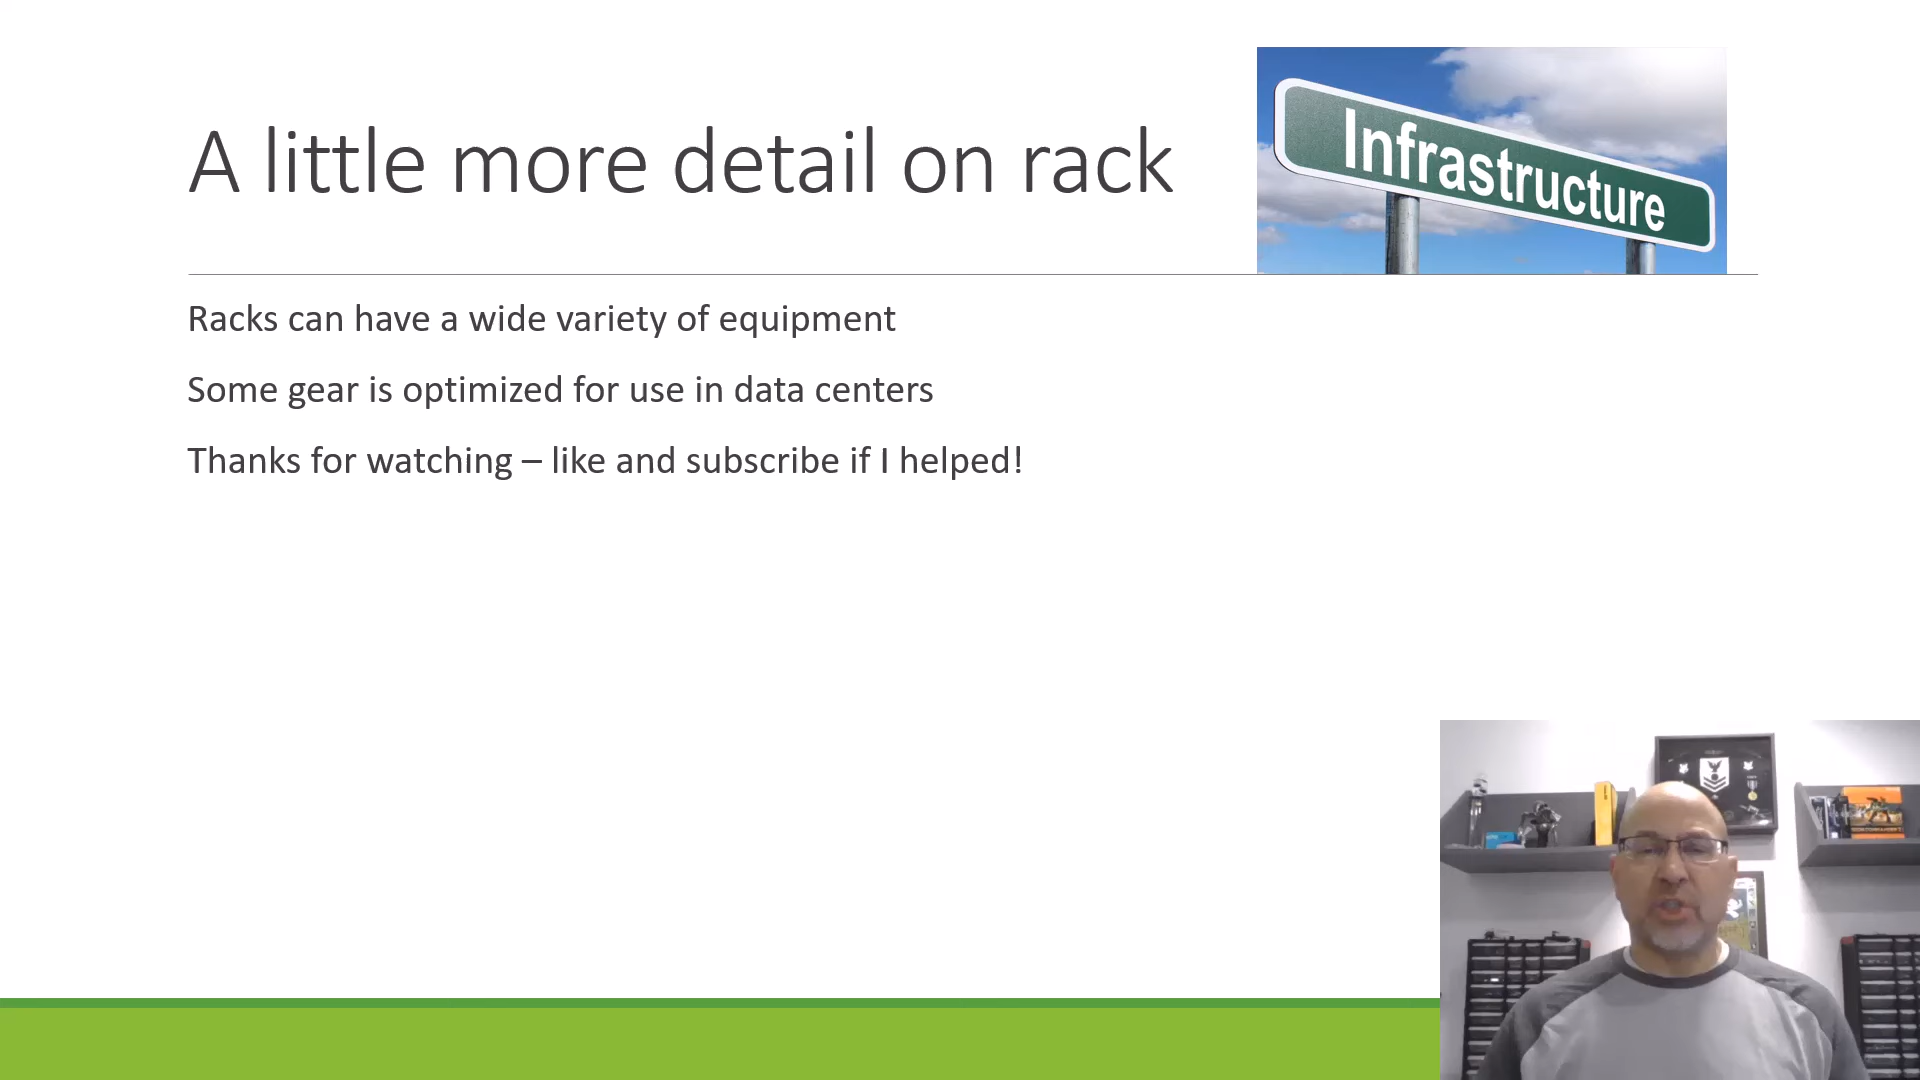 A little more detail on rack
Infrastructure
Racks can have a wide variety of equipment
Some gear is optimized for use in data centers
Thanks for watching – like and subscribe if I helped!